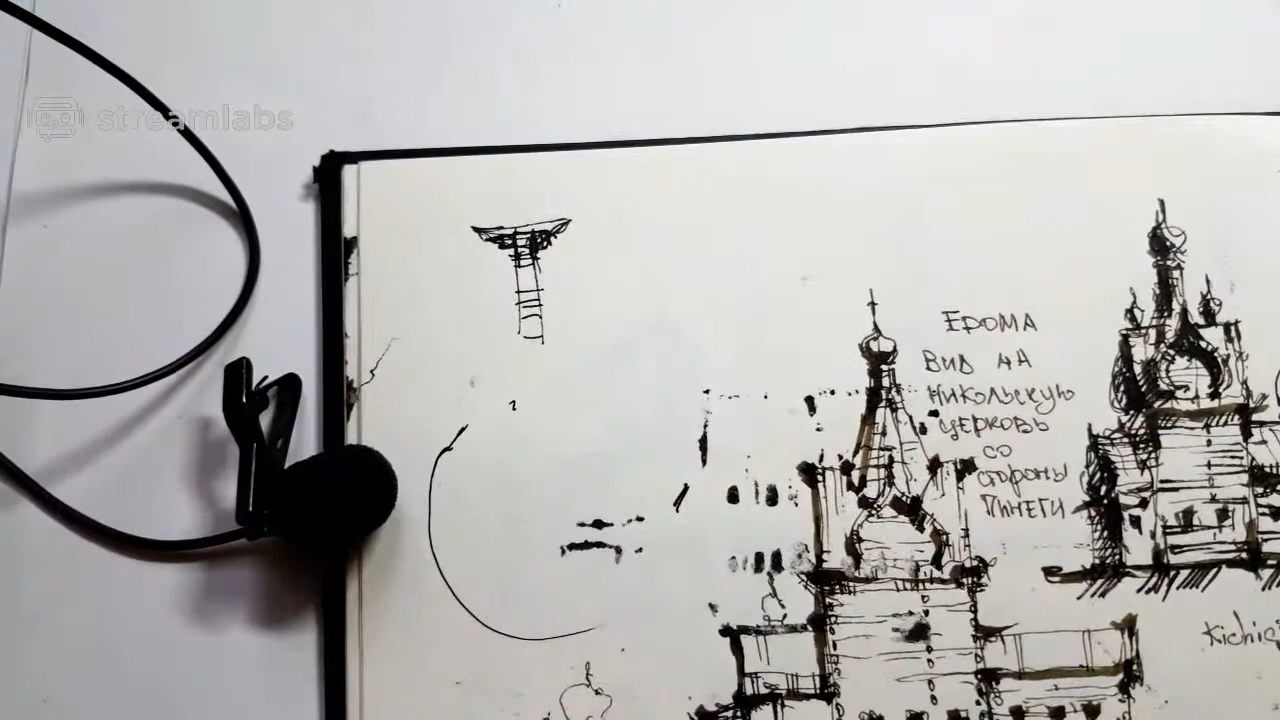 streamlabs
ЕРОМА
ВИД НА
НИКОЛЬСКУЮ
ЦЕРКОВЬ
СО
СТОРОНЫ
ПИНЕГИ